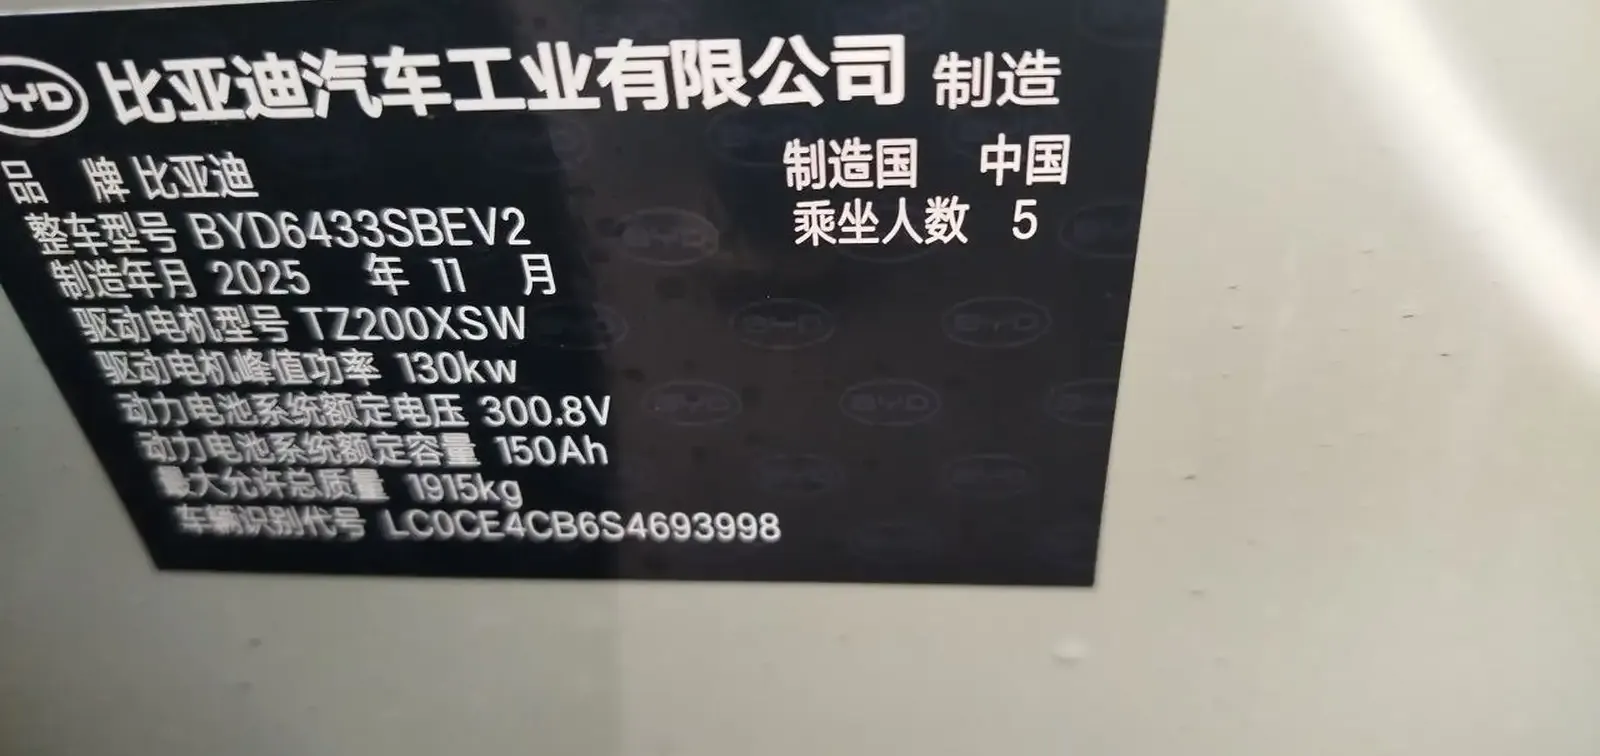 BYD 比亚迪汽车工业有限公司 制造
品 牌 比亚迪
制造国 中国
整车型号 BYD6433SBEV2
乘坐人数 5
制造年月 2025 年 11 月
驱动电机型号 TZ200XSW
驱动电机峰值功率 130kw
动力电池系统额定电压 300.8V
动力电池系统额定容量 150Ah
最大允许总质量 1915kg
车辆识别代号 LC0CE4CB6S4693998